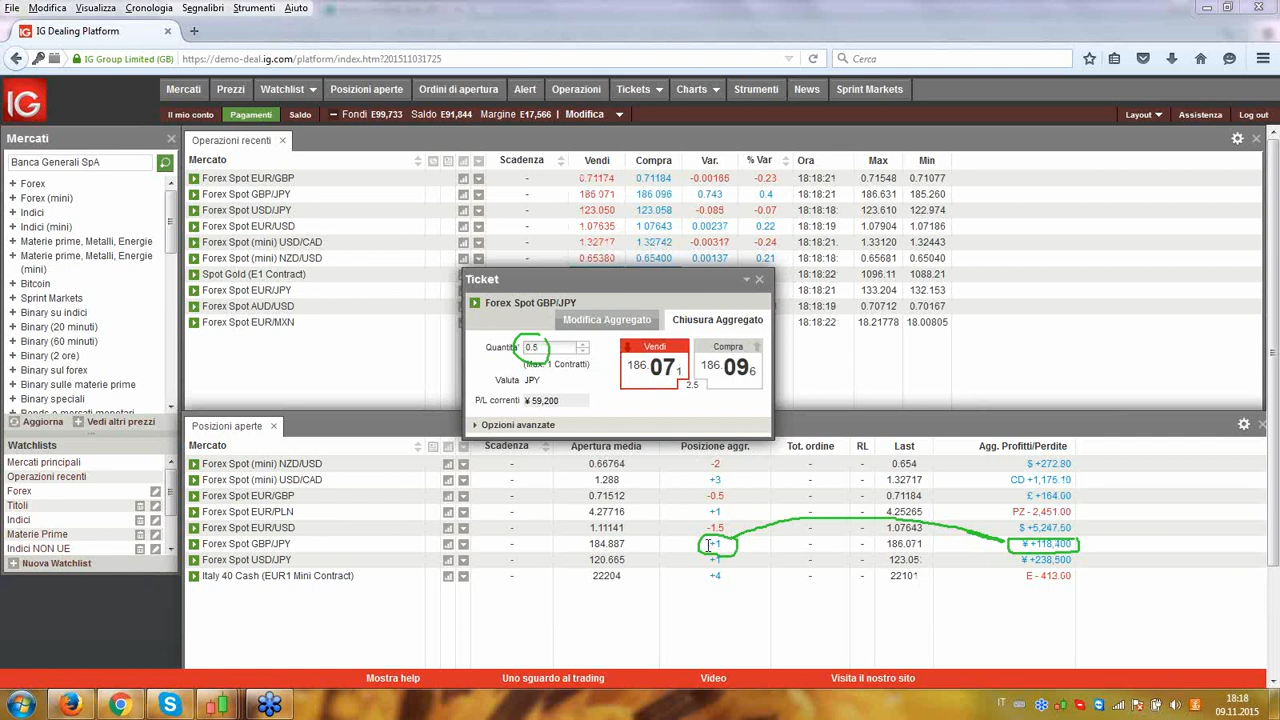 File Modifica Visualizza Cronologia Segnalibri Strumenti Aiuto
IG Dealing Platform
IG Group Limited (GB) https://demo-deal.ig.com/platform/index.htm?201511031725 Cerca
IG Mercati Prezzi Watchlist Posizioni aperte Ordini di apertura Alert Operazioni Tickets Charts Strumenti News Sprint Markets
Il mio conto Pagamenti Saldo Fondi E99,733 Saldo E91,844 Margine E17,566 Modifica Layout Assistenza Log out
Mercati
Banca Generali SpA
Forex
Forex (mini)
Indici
Indici (mini)
Materie prime, Metalli, Energie
Materie prime, Metalli, Energie
(mini)
Bitcoin
Sprint Markets
Binary su indici
Binary (20 minuti)
Binary (60 minuti)
Binary (2 ore)
Binary sul forex
Binary sulle materie prime
Binary speciali
Aggiorna Vedi altri prezzi
Watchlists
Mercati principali
Operazioni recenti
Forex
Titoli
Indici
Materie Prime
Indici NON UE
Nuova Watchlist
Operazioni recenti
Mercato Scadenza Vendi Compra Var. % Var Ora Max Min
Forex Spot EUR/GBP - 0.71174 0.71184 -0.00166 -0.23 18:18:21 0.71548 0.71077
Forex Spot GBP/JPY - 186.071 186.096 0.743 0.4 18:18:21 186.631 185.260
Forex Spot USD/JPY - 123.050 123.058 -0.085 -0.07 18:18:18 123.610 122.974
Forex Spot EUR/USD - 1.07635 1.07643 0.00237 0.22 18:18:19 1.07904 1.07186
Forex Spot (mini) USD/CAD - 1.32717 1.32742 -0.00317 -0.24 18:18:21 1.33120 1.32443
Forex Spot (mini) NZD/USD - 0.65380 0.65400 0.00137 0.21 18:18:22 0.65681 0.65040
Spot Gold (E1 Contract) 18:18:22 1096.11 1088.21
Forex Spot EUR/JPY 18:18:21 133.204 132.153
Forex Spot AUD/USD 18:18:19 0.70712 0.70167
Forex Spot EUR/MXN 18:18:22 18.21778 18.00805
Ticket
Forex Spot GBP/JPY
Modifica Aggregato Chiusura Aggregato
Quantita' 0.5
(Max: 1 Contratti)
Valuta JPY
P/L correnti ¥ 59,200
Vendi Compra
186.071 186.096
2.5
Opzioni avanzate
Posizioni aperte
Mercato Scadenza Apertura media Posizione aggr. Tot. ordine RL Last Agg. Profitti/Perdite
Forex Spot (mini) NZD/USD - 0.66764 -2 - - 0.654 $ +272.80
Forex Spot (mini) USD/CAD - 1.288 +3 - - 1.32717 CD +1,175.10
Forex Spot EUR/GBP - 0.71512 -0.5 - - 0.71184 £ +164.00
Forex Spot EUR/PLN - 4.27716 +1 - - 4.25265 PZ - 2,451.00
Forex Spot EUR/USD - 1.11141 -1.5 - - 1.07643 $ +5,247.50
Forex Spot GBP/JPY - 184.887 +1 - - 186.071 ¥ +118,400
Forex Spot USD/JPY - 120.665 +1 - - 123.05 ¥ +238,500
Italy 40 Cash (EUR1 Mini Contract) - 22204 +4 - - 22101 E - 412.00
Mostra help Uno sguardo al trading Video Visita il nostro sito
IT 18:18
09.11.2015